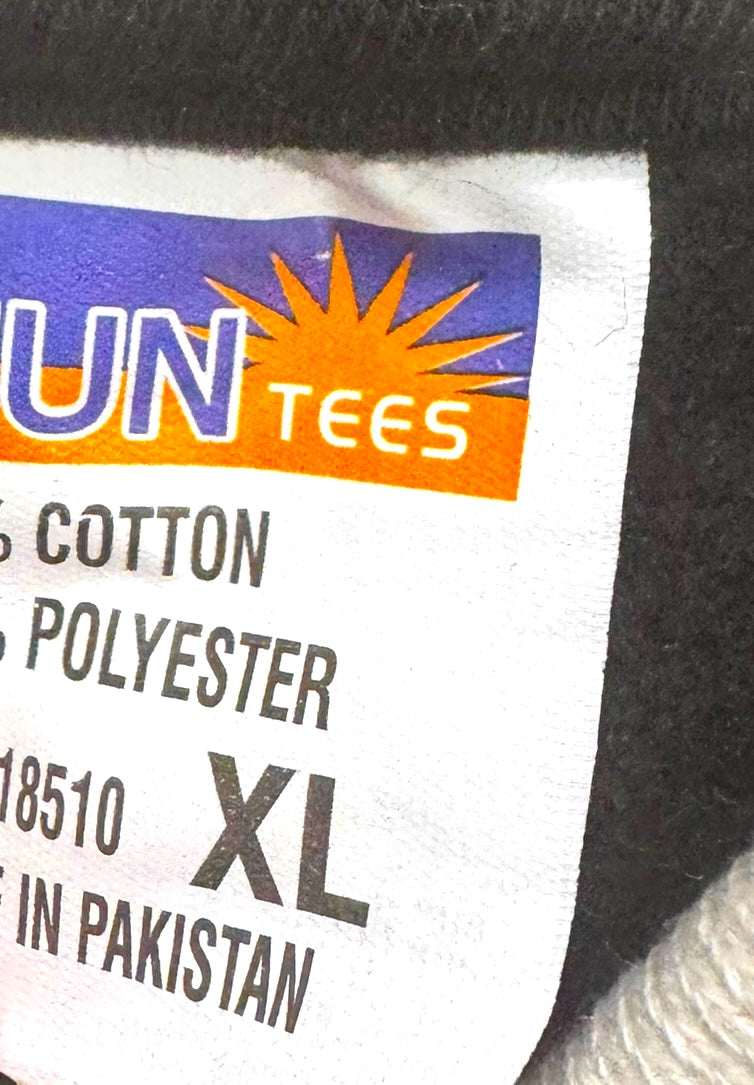 UN TEES
% COTTON
% POLYESTER
18510 XL
IN PAKISTAN